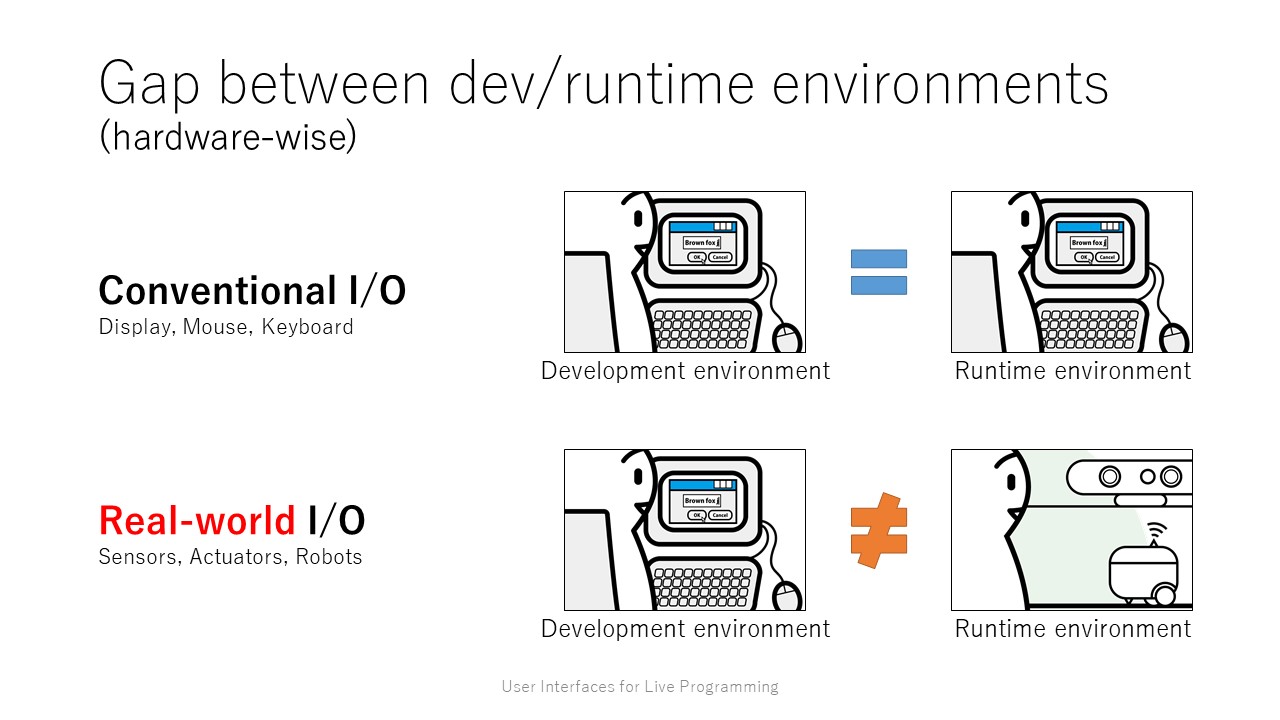 Gap between dev/runtime environments
(hardware-wise)
Conventional I/O
Display, Mouse, Keyboard
Brown fox j
OK Cancel
Development environment
Brown fox j
OK Cancel
Runtime environment
Real-world I/O
Sensors, Actuators, Robots
Brown fox j
OK Cancel
Development environment
Runtime environment
User Interfaces for Live Programming